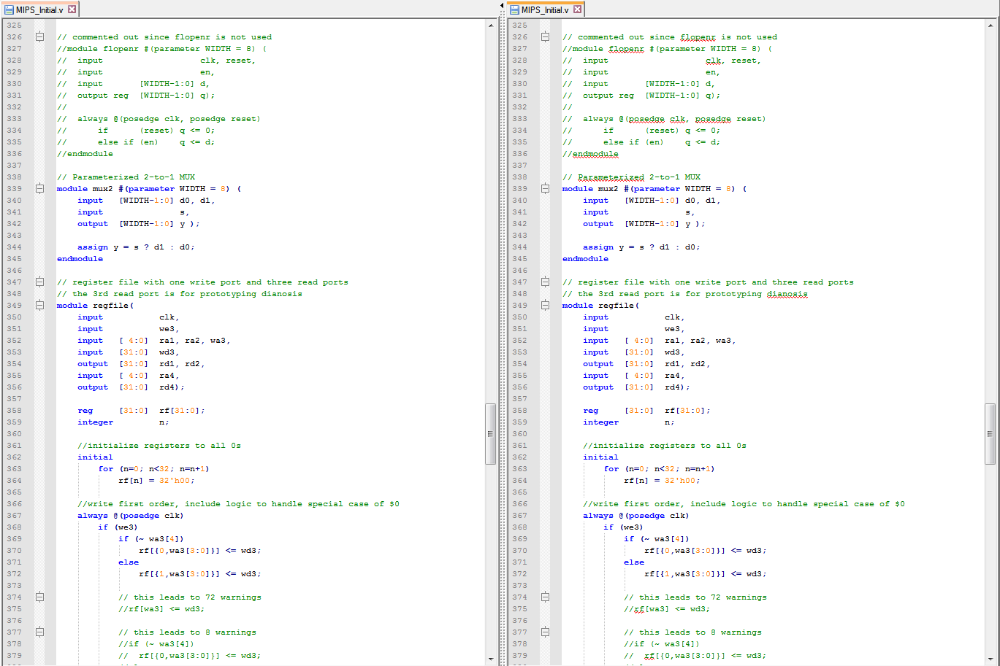 MIPS_Initial.v
325
326 // commented out since flopenr is not used
327 //module flopenr #(parameter WIDTH = 8) (
328 //  input                   clk, reset,
329 //  input                   en,
330 //  input       [WIDTH-1:0] d,
331 //  output reg  [WIDTH-1:0] q);
332 //
333 //  always @(posedge clk, posedge reset)
334 //      if      (reset) q <= 0;
335 //      else if (en)    q <= d;
336 //endmodule
337
338 // Parameterized 2-to-1 MUX
339 module mux2 #(parameter WIDTH = 8) (
340     input   [WIDTH-1:0] d0, d1,
341     input               s,
342     output  [WIDTH-1:0] y );
343
344     assign y = s ? d1 : d0;
345 endmodule
346
347 // register file with one write port and three read ports
348 // the 3rd read port is for prototyping dianosis
349 module regfile(
350     input           clk,
351     input           we3,
352     input   [ 4:0]  ra1, ra2, wa3,
353     input   [31:0]  wd3,
354     output  [31:0]  rd1, rd2,
355     input   [ 4:0]  ra4,
356     output  [31:0]  rd4);
357
358     reg     [31:0]  rf[31:0];
359     integer         n;
360
361     //initialize registers to all 0s
362     initial
363         for (n=0; n<32; n=n+1)
364             rf[n] = 32'h00;
365
366     //write first order, include logic to handle special case of $0
367     always @(posedge clk)
368         if (we3)
369             if (~ wa3[4])
370                 rf[{0,wa3[3:0]}] <= wd3;
371             else
372                 rf[{1,wa3[3:0]}] <= wd3;
373
374             // this leads to 72 warnings
375             //rf[wa3] <= wd3;
376
377             // this leads to 8 warnings
378             //if (~ wa3[4])
379             //  rf[{0,wa3[3:0]}] <= wd3;
MIPS_Initial.v
325
326 // commented out since flopenr is not used
327 //module flopenr #(parameter WIDTH = 8) (
328 //  input                   clk, reset,
329 //  input                   en,
330 //  input       [WIDTH-1:0] d,
331 //  output reg  [WIDTH-1:0] q);
332 //
333 //  always @(posedge clk, posedge reset)
334 //      if      (reset) q <= 0;
335 //      else if (en)    q <= d;
336 //endmodule
337
338 // Parameterized 2-to-1 MUX
339 module mux2 #(parameter WIDTH = 8) (
340     input   [WIDTH-1:0] d0, d1,
341     input               s,
342     output  [WIDTH-1:0] y );
343
344     assign y = s ? d1 : d0;
345 endmodule
346
347 // register file with one write port and three read ports
348 // the 3rd read port is for prototyping dianosis
349 module regfile(
350     input           clk,
351     input           we3,
352     input   [ 4:0]  ra1, ra2, wa3,
353     input   [31:0]  wd3,
354     output  [31:0]  rd1, rd2,
355     input   [ 4:0]  ra4,
356     output  [31:0]  rd4);
357
358     reg     [31:0]  rf[31:0];
359     integer         n;
360
361     //initialize registers to all 0s
362     initial
363         for (n=0; n<32; n=n+1)
364             rf[n] = 32'h00;
365
366     //write first order, include logic to handle special case of $0
367     always @(posedge clk)
368         if (we3)
369             if (~ wa3[4])
370                 rf[{0,wa3[3:0]}] <= wd3;
371             else
372                 rf[{1,wa3[3:0]}] <= wd3;
373
374             // this leads to 72 warnings
375             //rf[wa3] <= wd3;
376
377             // this leads to 8 warnings
378             //if (~ wa3[4])
379             //  rf[{0,wa3[3:0]}] <= wd3;